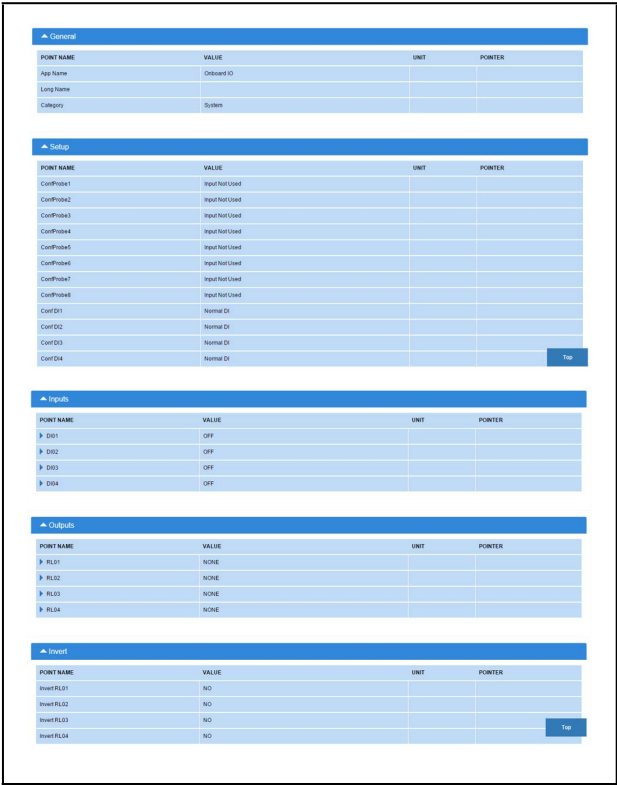 General
POINT NAME VALUE UNIT POINTER
App Name Onboard IO
Long Name
Category System
Setup
POINT NAME VALUE UNIT POINTER
ConfProbe1 Input Not Used
ConfProbe2 Input Not Used
ConfProbe3 Input Not Used
ConfProbe4 Input Not Used
ConfProbe5 Input Not Used
ConfProbe6 Input Not Used
ConfProbe7 Input Not Used
ConfProbe8 Input Not Used
Conf DI1 Normal DI
Conf DI2 Normal DI
Conf DI3 Normal DI
Conf DI4 Normal DI
Top
Inputs
POINT NAME VALUE UNIT POINTER
DI01 OFF
DI02 OFF
DI03 OFF
DI04 OFF
Outputs
POINT NAME VALUE UNIT POINTER
RL01 NONE
RL02 NONE
RL03 NONE
RL04 NONE
Invert
POINT NAME VALUE UNIT POINTER
Invert RL01 NO
Invert RL02 NO
Invert RL03 NO
Invert RL04 NO
Top